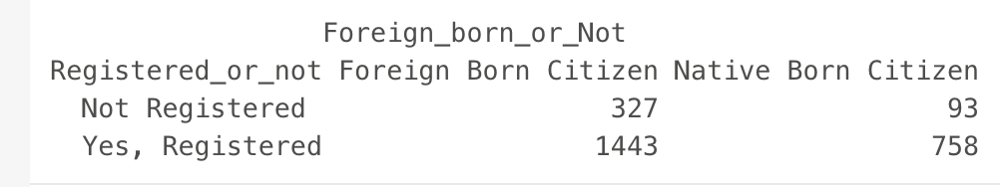 Foreign_born_or_Not
Registered_or_not Foreign Born Citizen Native Born Citizen
Not Registered 327 93
Yes, Registered 1443 758